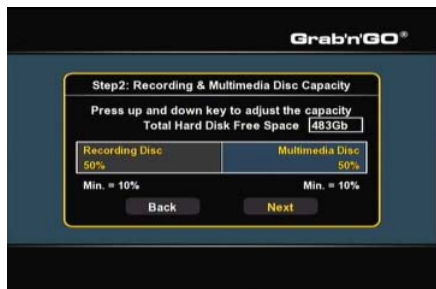 Grab'n'GO®
Step2: Recording & Multimedia Disc Capacity
Press up and down key to adjust the capacity
Total Hard Disk Free Space 483Gb
Recording Disc Multimedia Disc
50% 50%
Min. = 10% Min. = 10%
Back Next